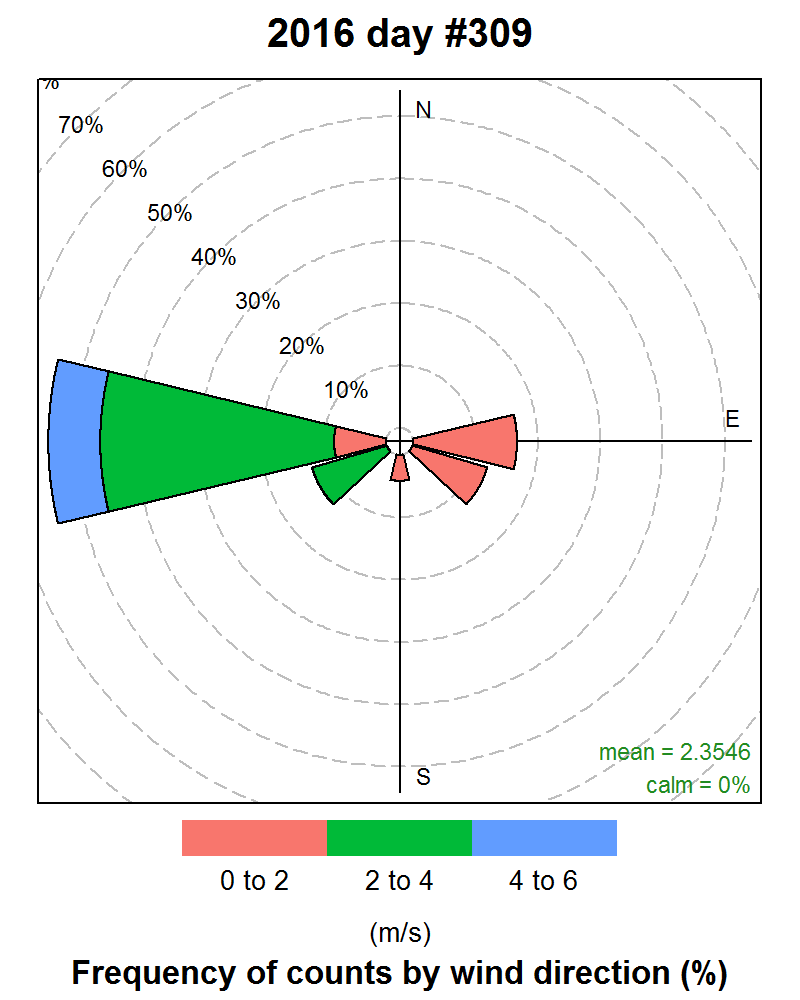 2016 day #309
%
70%
60%
50%
40%
30%
20%
10%
N
E
S
mean = 2.3546
calm = 0%
0 to 2 2 to 4 4 to 6
(m/s)
Frequency of counts by wind direction (%)